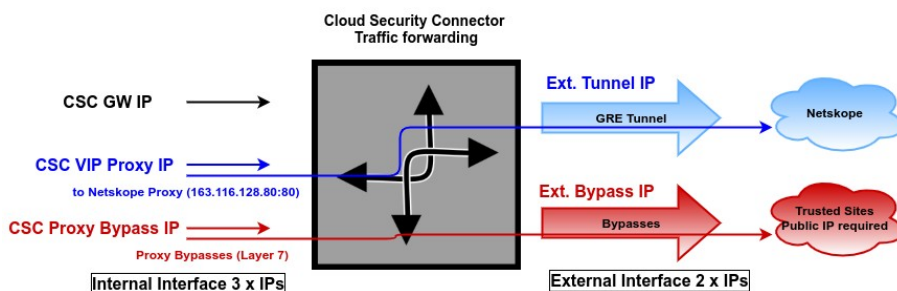 Cloud Security Connector
Traffic forwarding
CSC GW IP
CSC VIP Proxy IP
to Netskope Proxy (163.116.128.80:80)
CSC Proxy Bypass IP
Proxy Bypasses (Layer 7)
Internal Interface 3 x IPs
Ext. Tunnel IP
GRE Tunnel
Netskope
Ext. Bypass IP
Bypasses
Trusted Sites
Public IP required
External Interface 2 x IPs